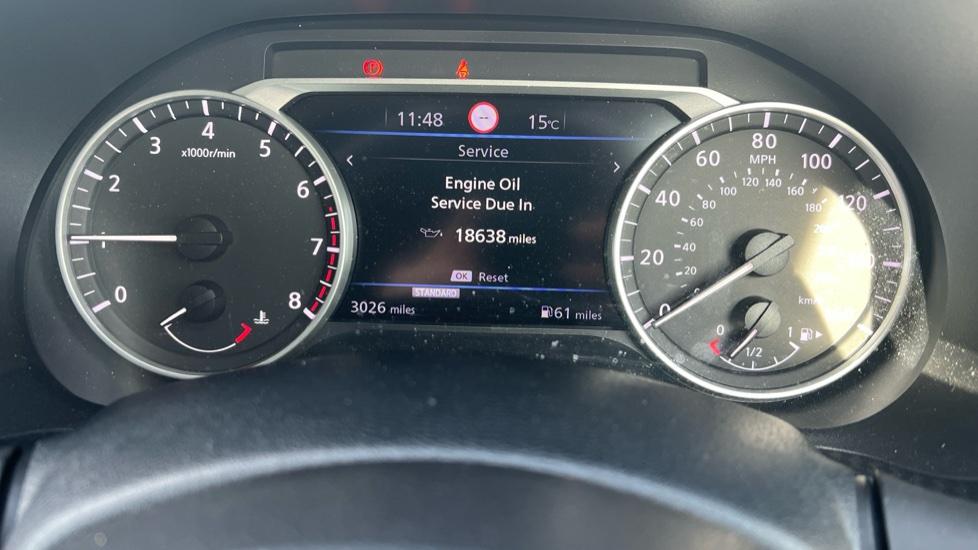 11:48 -- 15°C
Service
Engine Oil
Service Due In
18638 miles
OK Reset
STANDARD
3026 miles
61 miles
0 1 2 3 4 5 6 7 8
x1000r/min
0 20 40 60 80 100 120
MPH
20 40 60 80 100 120 140 160 180
km/
0 1/2 1